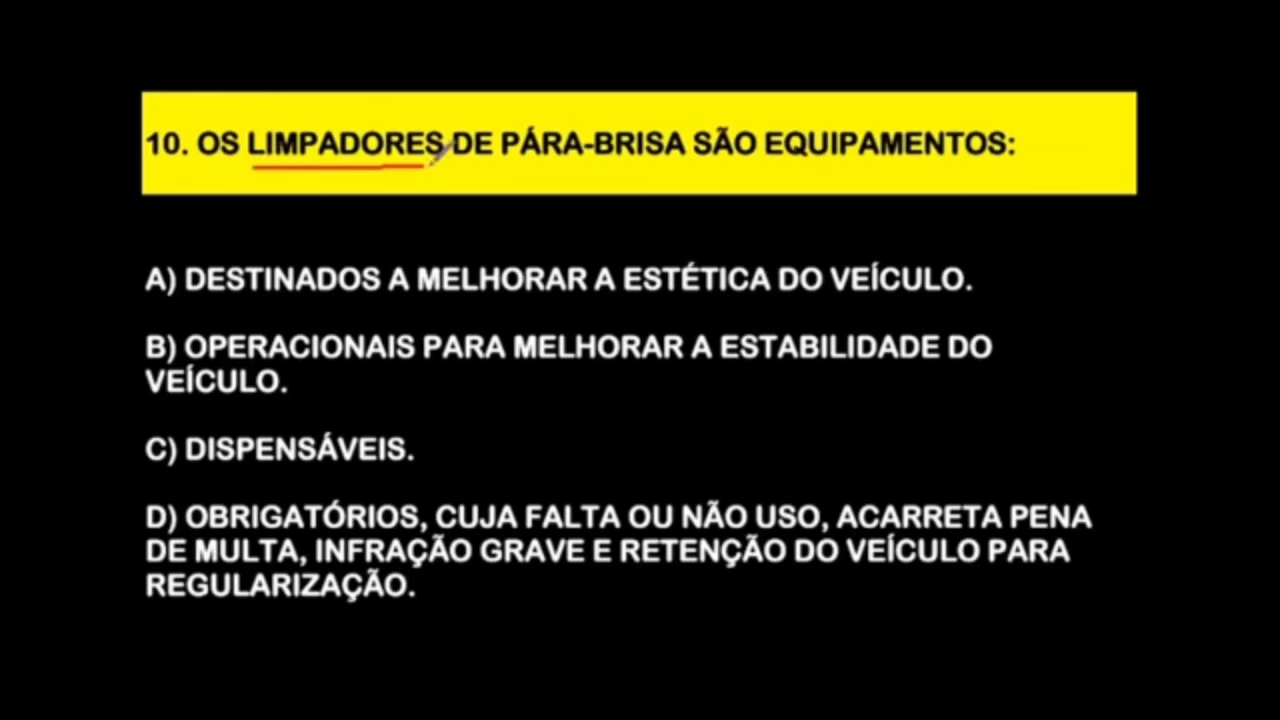 10. OS LIMPADORES DE PÁRA-BRISA SÃO EQUIPAMENTOS:
A) DESTINADOS A MELHORAR A ESTÉTICA DO VEÍCULO.
B) OPERACIONAIS PARA MELHORAR A ESTABILIDADE DO
VEÍCULO.
C) DISPENSÁVEIS.
D) OBRIGATÓRIOS, CUJA FALTA OU NÃO USO, ACARRETA PENA
DE MULTA, INFRAÇÃO GRAVE E RETENÇÃO DO VEÍCULO PARA
REGULARIZAÇÃO.